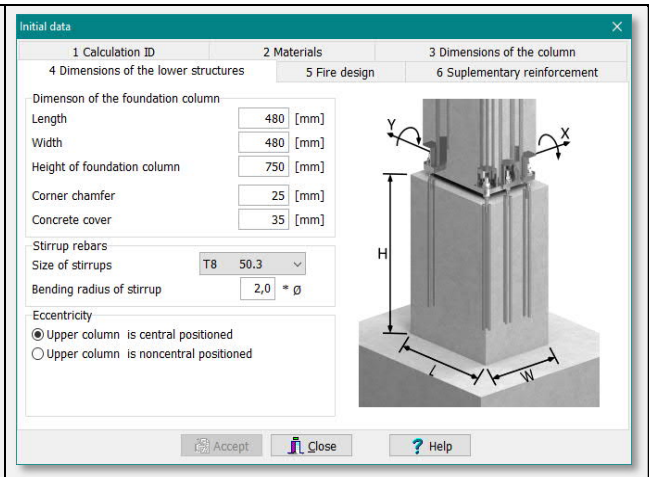 Initial data
1 Calculation ID 2 Materials 3 Dimensions of the column
4 Dimensions of the lower structures 5 Fire design 6 Suplementary reinforcement
Dimenson of the foundation column
Length 480 [mm]
Width 480 [mm]
Height of foundation column 750 [mm]
Corner chamfer 25 [mm]
Concrete cover 35 [mm]
Stirrup rebars
Size of stirrups T8 50.3
Bending radius of stirrup 2,0 * Ø
Eccentricity
Upper column is central positioned
Upper column is noncentral positioned
Y X
H
L W
Accept Close Help